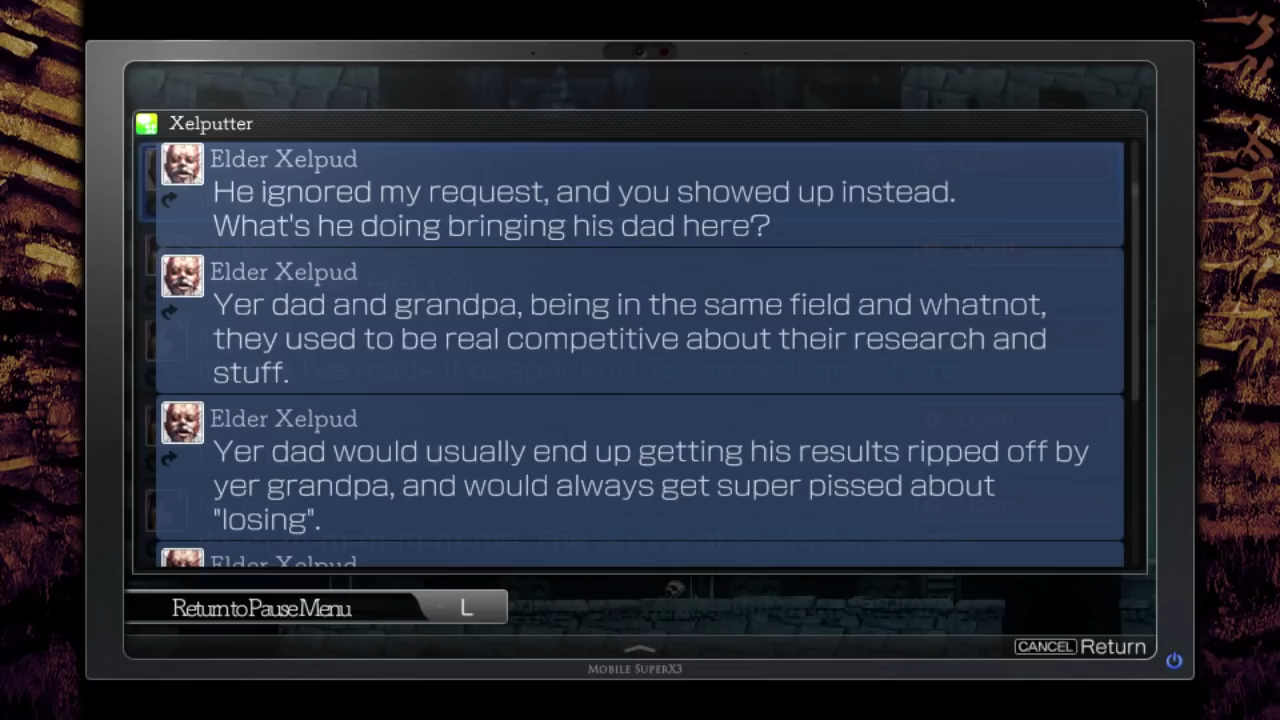 Xelputter
Elder Xelpud
He ignored my request, and you showed up instead.
What's he doing bringing his dad here?
Elder Xelpud
Yer dad and grandpa, being in the same field and whatnot,
they used to be real competitive about their research and
stuff.
Elder Xelpud
Yer dad would usually end up getting his results ripped off by
yer grandpa, and would always get super pissed about
"losing".
Elder Xelpud
Return to Pause Menu L
CANCEL Return
MOBILE SUPERX3